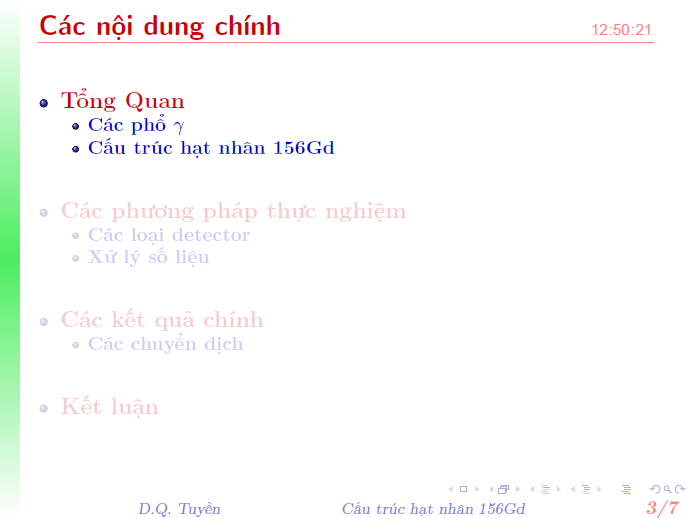 Các nội dung chính
12:50:21
Tổng Quan
Các phổ γ
Cấu trúc hạt nhân 156Gd
Các phương pháp thực nghiệm
Các loại detector
Xử lý số liệu
Các kết quả chính
Các chuyển dịch
Kết luận
D.Q. Tuyền Cấu trúc hạt nhân 156Gd 3/7